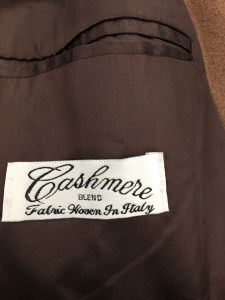 Cashmere
BLEND
Fabric Woven In Italy